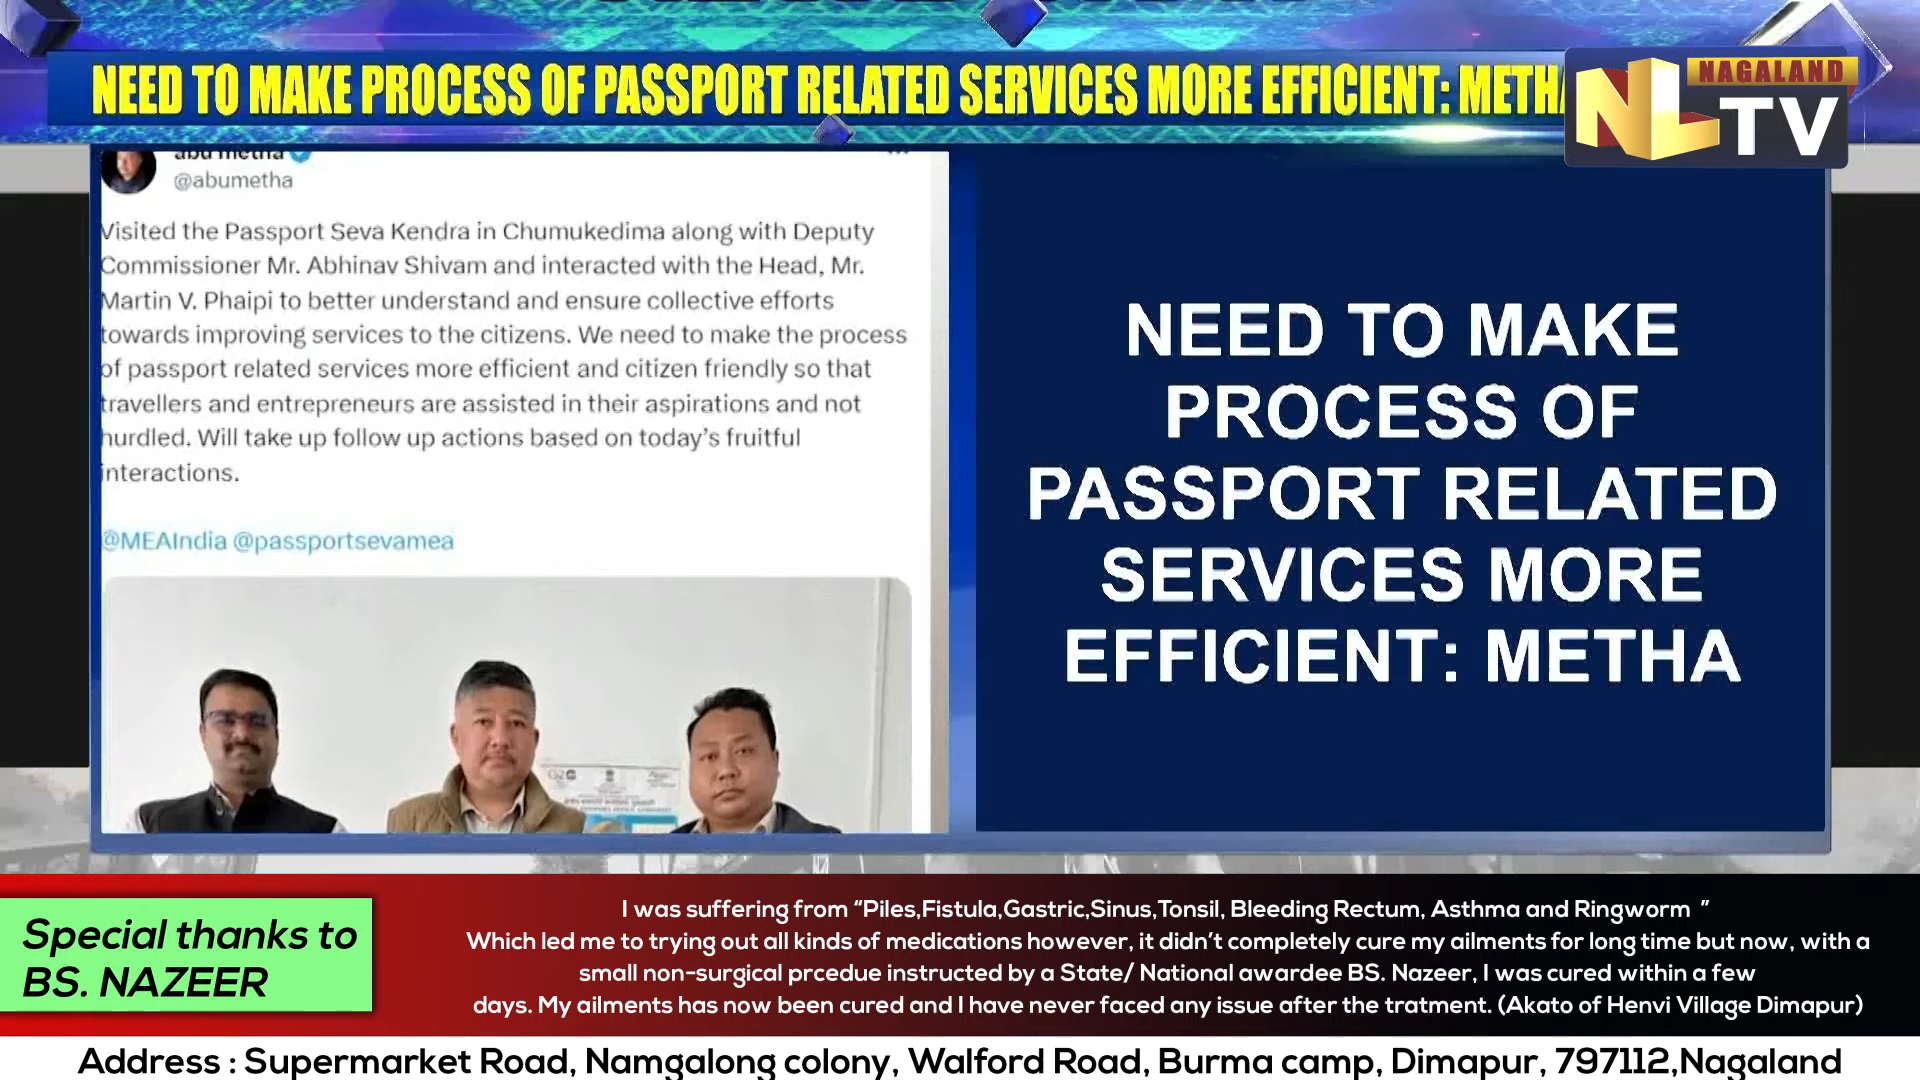 NEED TO MAKE PROCESS OF PASSPORT RELATED SERVICES MORE EFFICIENT: METHA
NAGALAND
NL TV
abu metha
@abumetha
Visited the Passport Seva Kendra in Chumukedima along with Deputy
Commissioner Mr. Abhinav Shivam and interacted with the Head, Mr.
Martin V. Phaipi to better understand and ensure collective efforts
towards improving services to the citizens. We need to make the process
of passport related services more efficient and citizen friendly so that
travellers and entrepreneurs are assisted in their aspirations and not
hurdled. Will take up follow up actions based on today’s fruitful
interactions.
@MEAIndia @passportsevamea
NEED TO MAKE
PROCESS OF
PASSPORT RELATED
SERVICES MORE
EFFICIENT: METHA
Special thanks to
BS. NAZEER
I was suffering from “Piles,Fistula,Gastric,Sinus,Tonsil, Bleeding Rectum, Asthma and Ringworm ”
Which led me to trying out all kinds of medications however, it didn’t completely cure my ailments for long time but now, with a
small non-surgical prcedue instructed by a State/ National awardee BS. Nazeer, I was cured within a few
days. My ailments has now been cured and I have never faced any issue after the tratment. (Akato of Henvi Village Dimapur)
Address : Supermarket Road, Namgalong colony, Walford Road, Burma camp, Dimapur, 797112,Nagaland